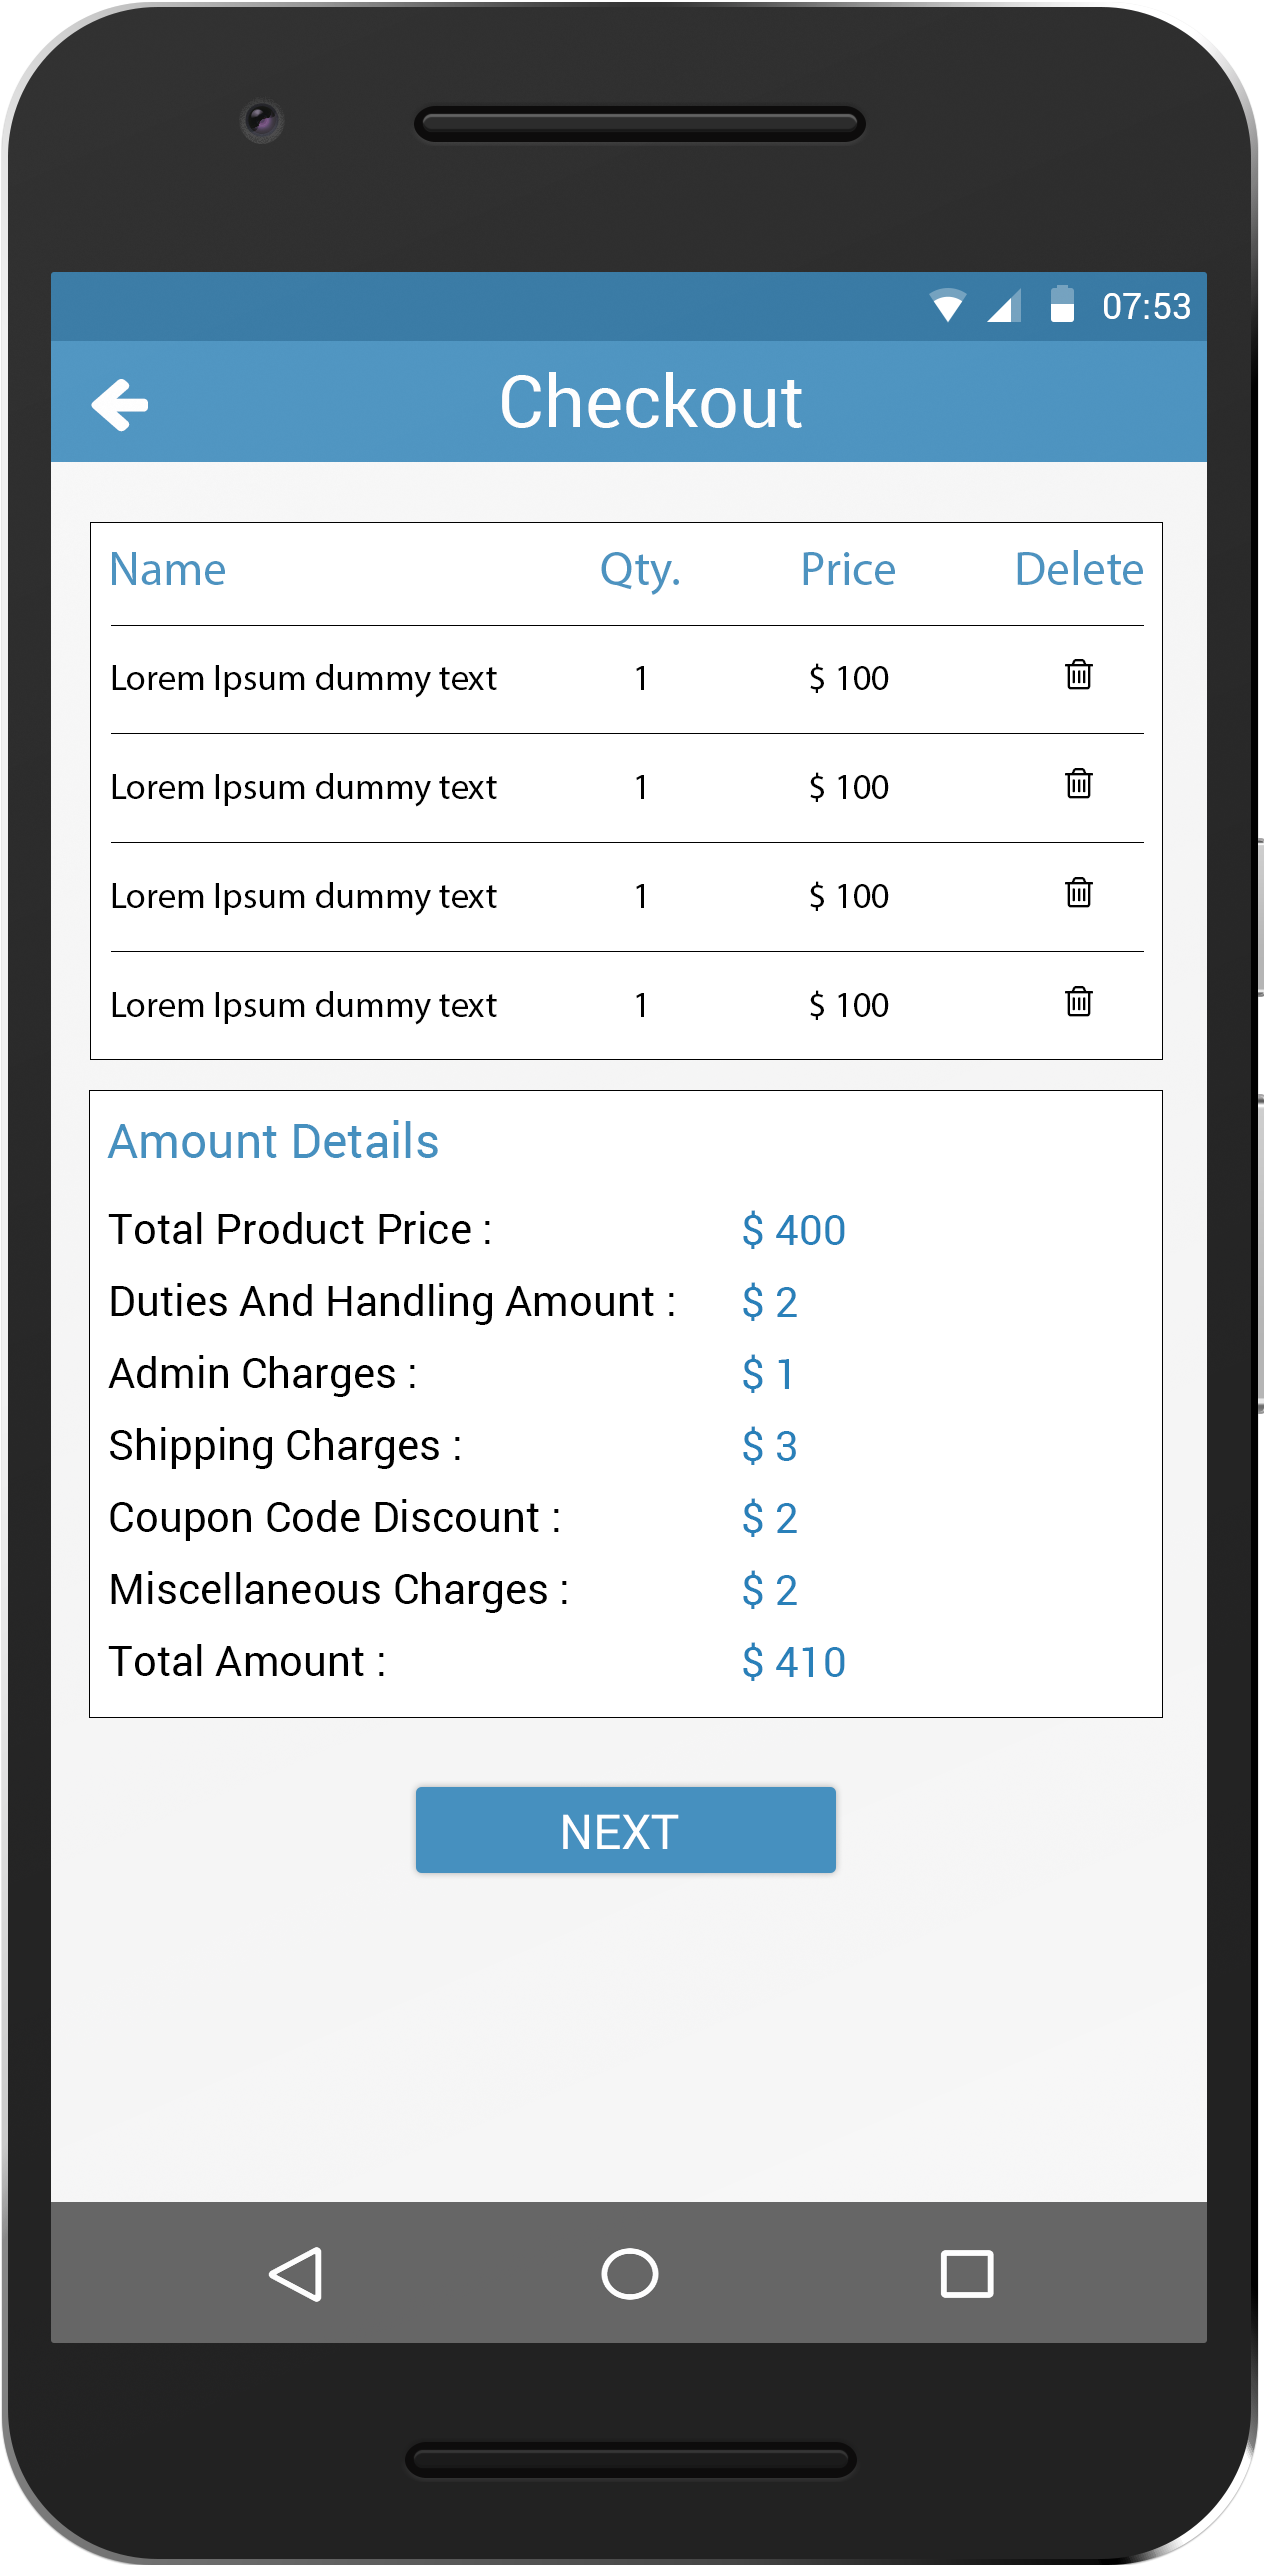 07:53
Checkout
Name Qty. Price Delete
Lorem Ipsum dummy text 1 $ 100
Lorem Ipsum dummy text 1 $ 100
Lorem Ipsum dummy text 1 $ 100
Lorem Ipsum dummy text 1 $ 100
Amount Details
Total Product Price : $ 400
Duties And Handling Amount : $ 2
Admin Charges : $ 1
Shipping Charges : $ 3
Coupon Code Discount : $ 2
Miscellaneous Charges : $ 2
Total Amount : $ 410
NEXT